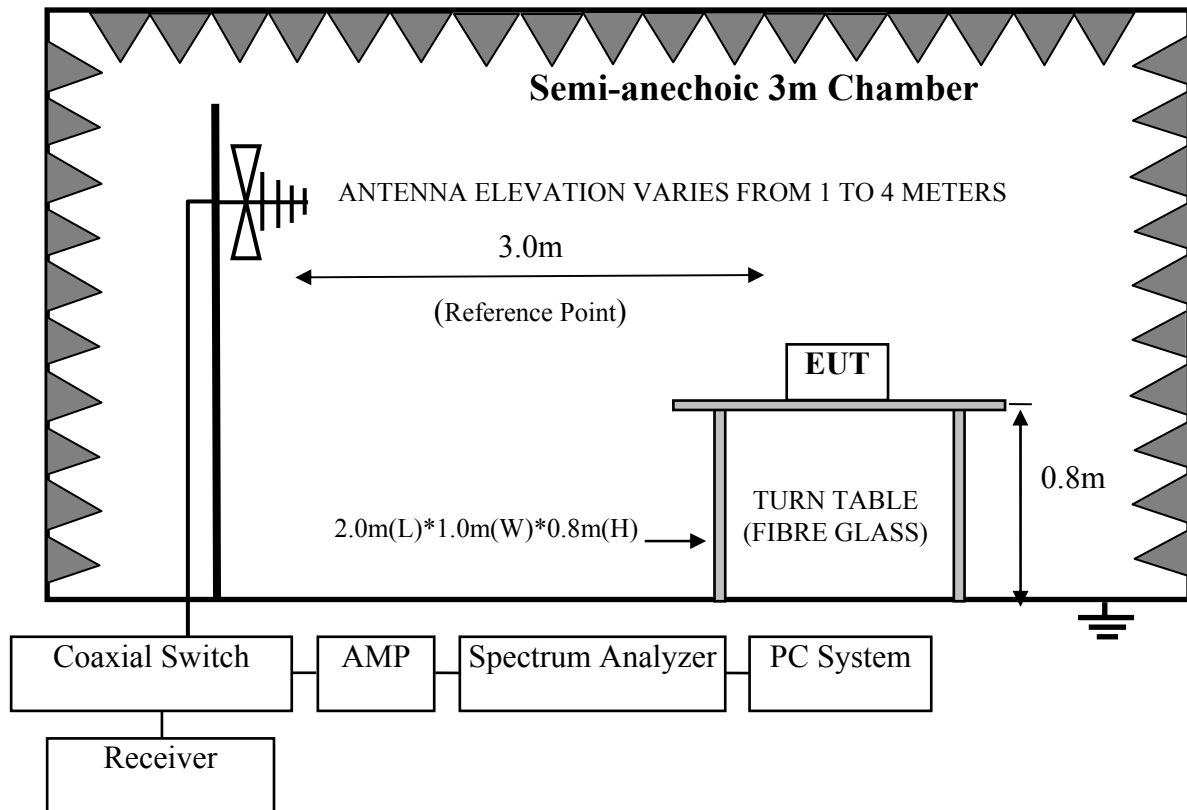 Semi-anechoic 3m Chamber
ANTENNA ELEVATION VARIES FROM 1 TO 4 METERS
3.0m
(Reference Point)
EUT
0.8m
TURN TABLE
(FIBRE GLASS)
2.0m(L)*1.0m(W)*0.8m(H)
Coaxial Switch
AMP
Spectrum Analyzer
PC System
Receiver